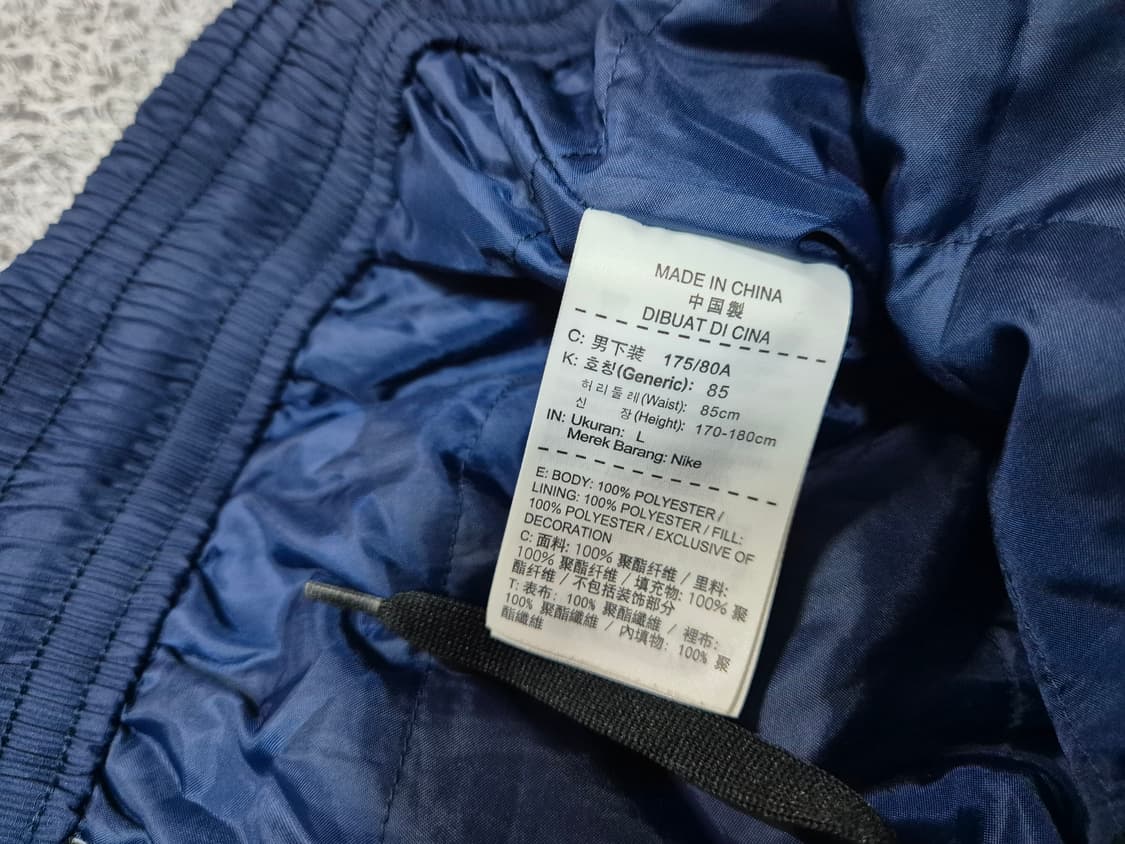 MADE IN CHINA
中国製
DIBUAT DI CINA
C: 男下装 175/80A
K: 호칭(Generic): 85
허리둘레(Waist): 85cm
신 장(Height): 170-180cm
IN: Ukuran: L
Merek Barang: Nike
E: BODY: 100% POLYESTER /
LINING: 100% POLYESTER / FILL:
100% POLYESTER / EXCLUSIVE OF
DECORATION
C: 面料: 100% 聚酯纤维 / 里料:
100% 聚酯纤维 / 填充物: 100% 聚
酯纤维 / 不包括装饰部分
T: 表布: 100% 聚酯纖維 / 裡布:
100% 聚酯纖維 / 內填物: 100% 聚
酯纖維